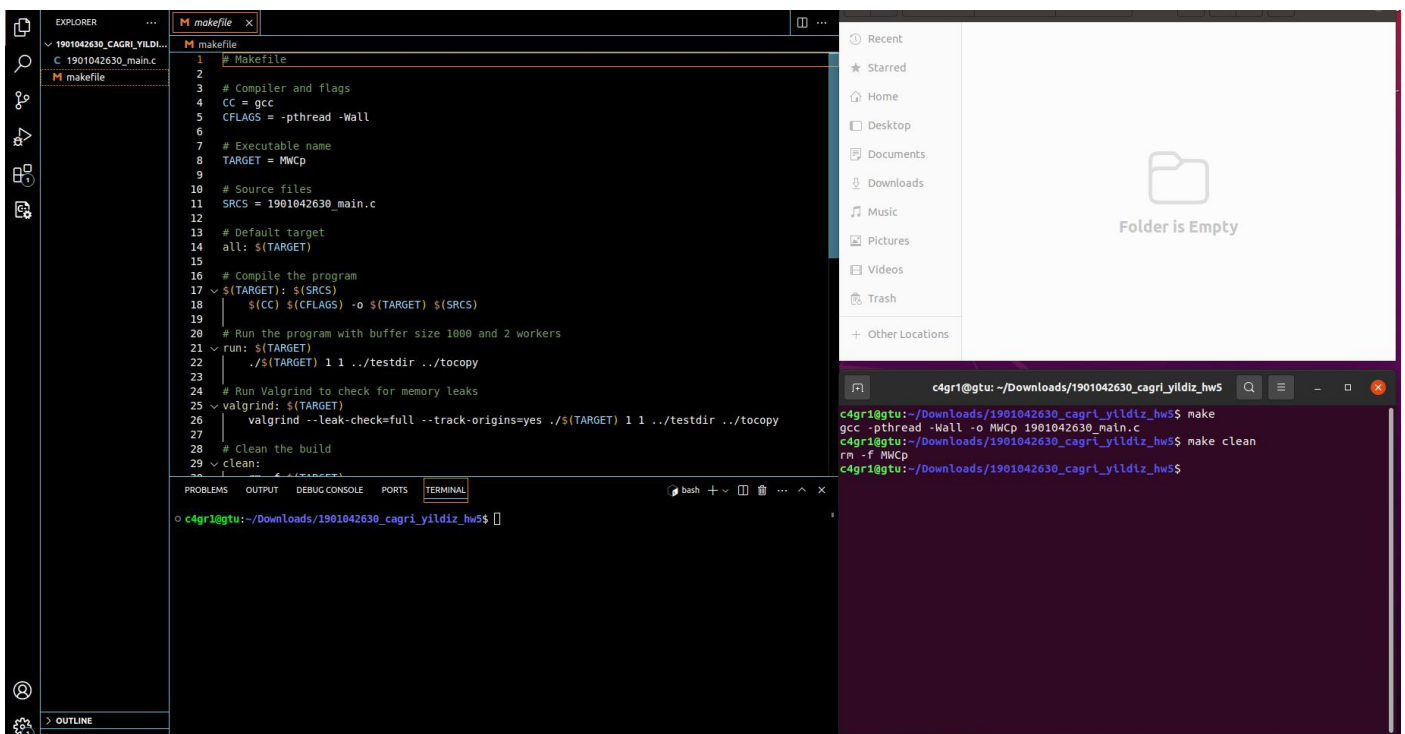 EXPLORER ...
1901042630_CAGRI_YILDI...
C 1901042630_main.c
M makefile
M makefile ×
M makefile
1 # Makefile
2
3 # Compiler and flags
4 CC = gcc
5 CFLAGS = -pthread -Wall
6
7 # Executable name
8 TARGET = MWCp
9
10 # Source files
11 SRCS = 1901042630_main.c
12
13 # Default target
14 all: $(TARGET)
15
16 # Compile the program
17 $(TARGET): $(SRCS)
18 $(CC) $(CFLAGS) -o $(TARGET) $(SRCS)
19
20 # Run the program with buffer size 1000 and 2 workers
21 run: $(TARGET)
22 ./$(TARGET) 1 1 ../testdir ../tocopy
23
24 # Run Valgrind to check for memory leaks
25 valgrind: $(TARGET)
26 valgrind --leak-check=full --track-origins=yes ./$(TARGET) 1 1 ../testdir ../tocopy
27
28 # Clean the build
29 clean:
PROBLEMS OUTPUT DEBUG CONSOLE PORTS TERMINAL bash
c4gr1@gtu:~/Downloads/1901042630_cagri_yildiz_hw5$
OUTLINE
Recent
Starred
Home
Desktop
Documents
Downloads
Music
Pictures
Videos
Trash
+ Other Locations
Folder is Empty
c4gr1@gtu: ~/Downloads/1901042630_cagri_yildiz_hw5
c4gr1@gtu:~/Downloads/1901042630_cagri_yildiz_hw5$ make
gcc -pthread -Wall -o MWCp 1901042630_main.c
c4gr1@gtu:~/Downloads/1901042630_cagri_yildiz_hw5$ make clean
rm -f MWCp
c4gr1@gtu:~/Downloads/1901042630_cagri_yildiz_hw5$